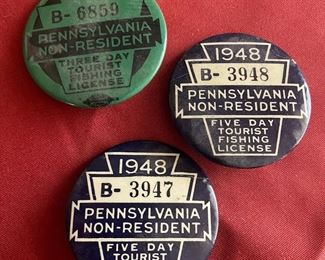 B- 6859
PENNSYLVANIA
NON-RESIDENT
THREE DAY
TOURIST
FISHING
LICENSE
1948
B- 3948
PENNSYLVANIA
NON-RESIDENT
FIVE DAY
TOURIST
FISHING
LICENSE
1948
B- 3947
PENNSYLVANIA
NON-RESIDENT
FIVE DAY
TOURIST